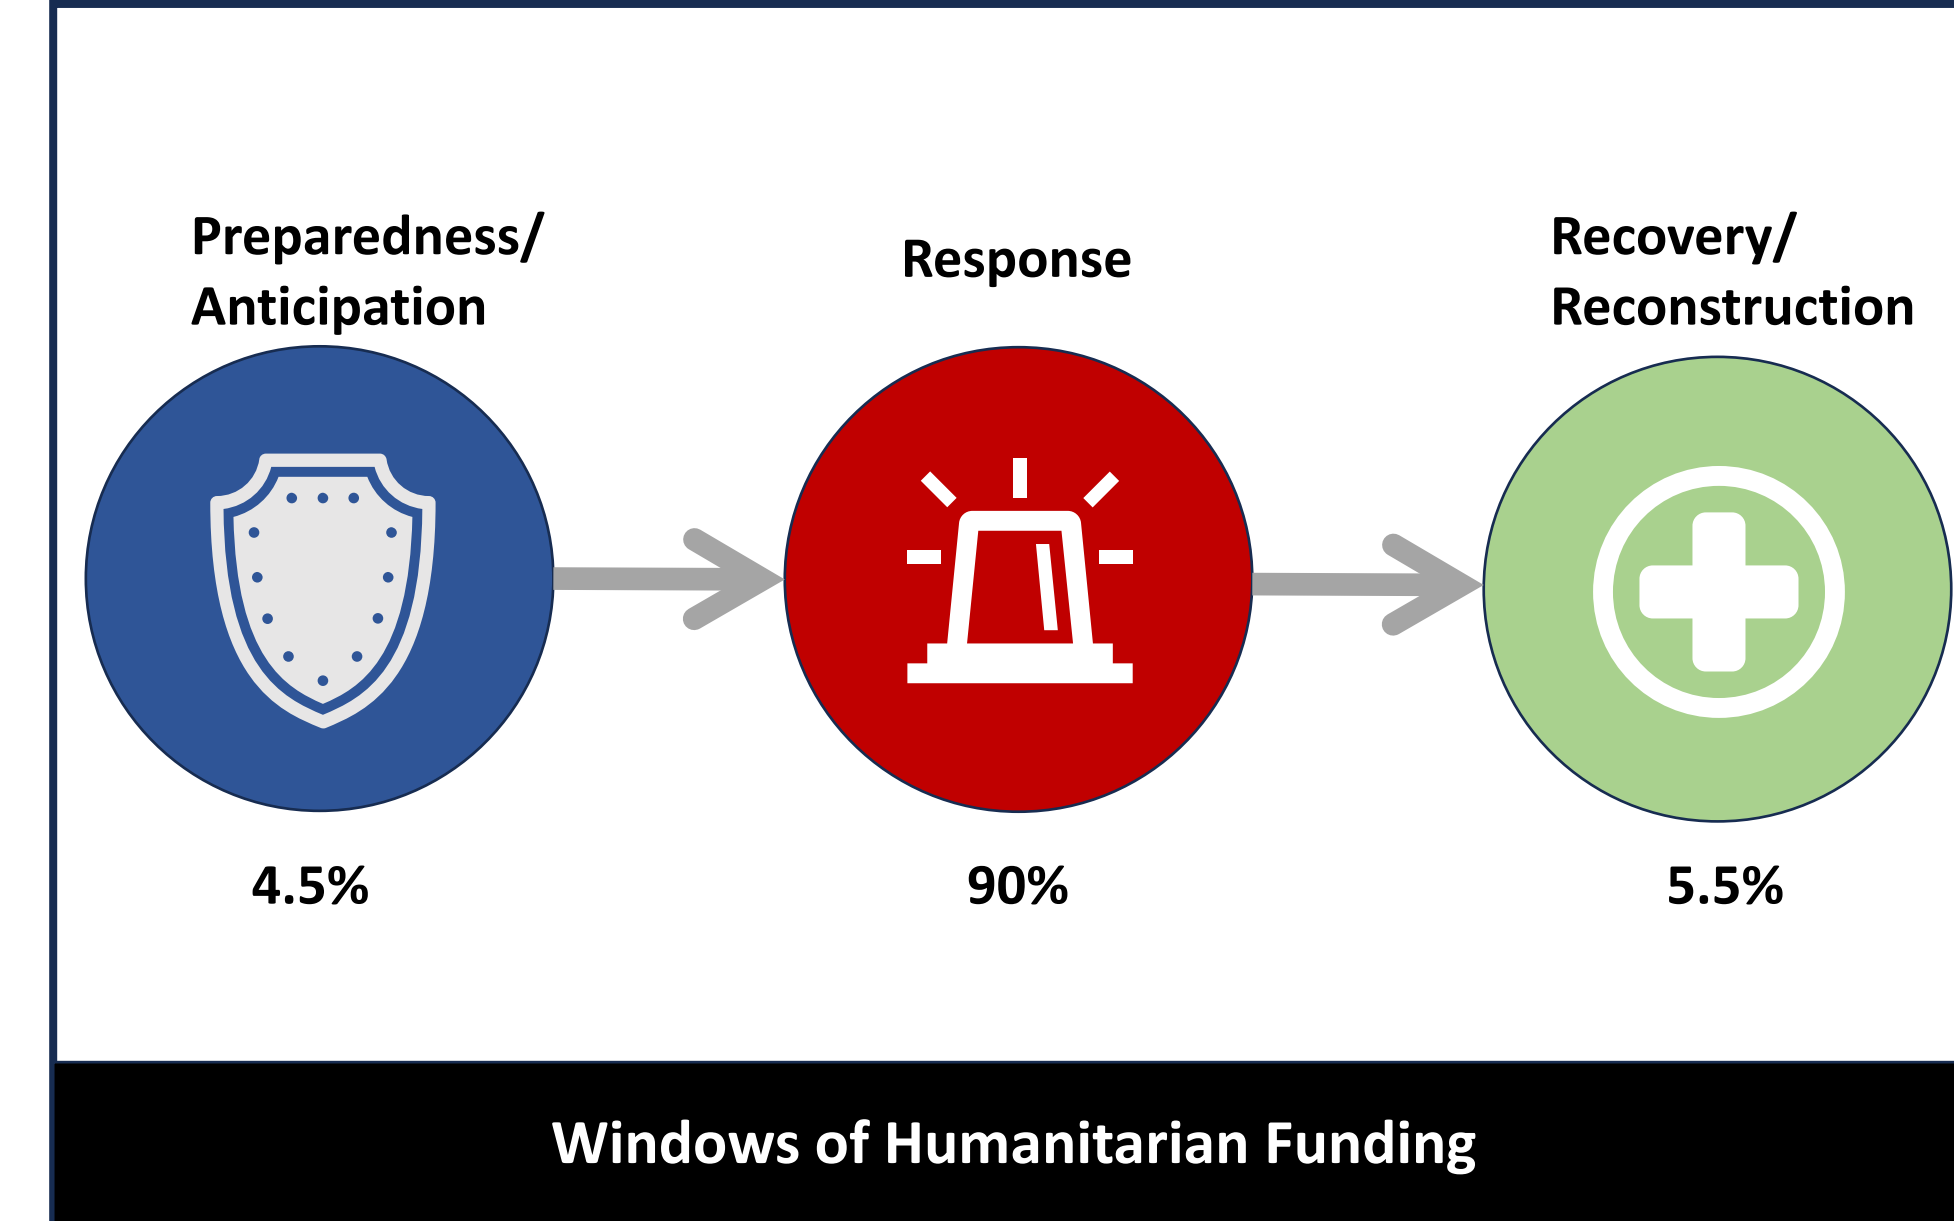 Preparedness/
Anticipation
Response
Recovery/
Reconstruction
4.5%
90%
5.5%
Windows of Humanitarian Funding